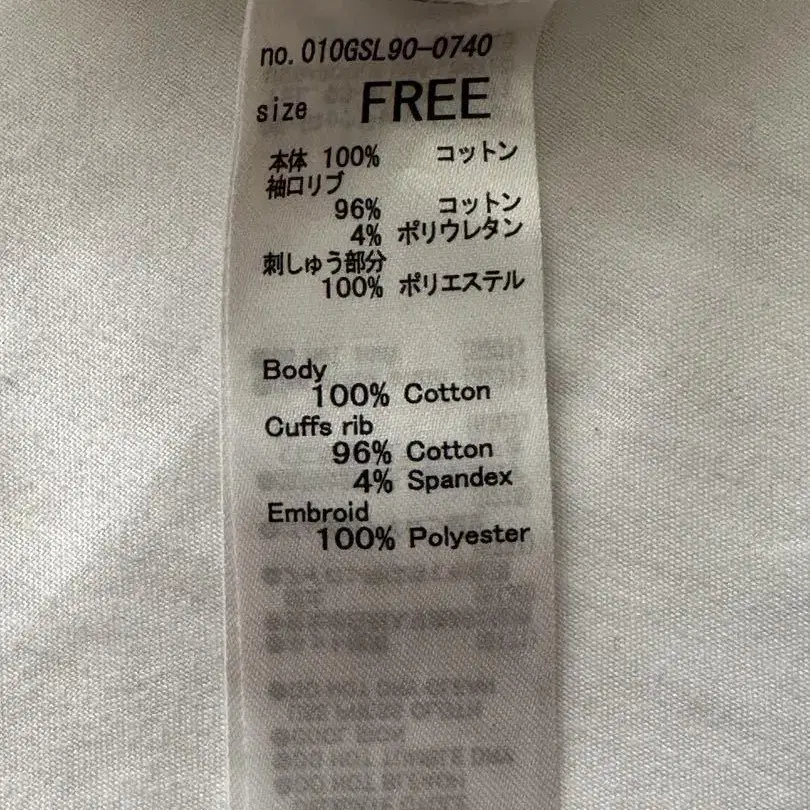 no. 010GSL90-0740
size FREE
本体 100% コットン
袖口リブ
96% コットン
4% ポリウレタン
刺しゅう部分
100% ポリエステル
Body
100% Cotton
Cuffs rib
96% Cotton
4% Spandex
Embroid
100% Polyester